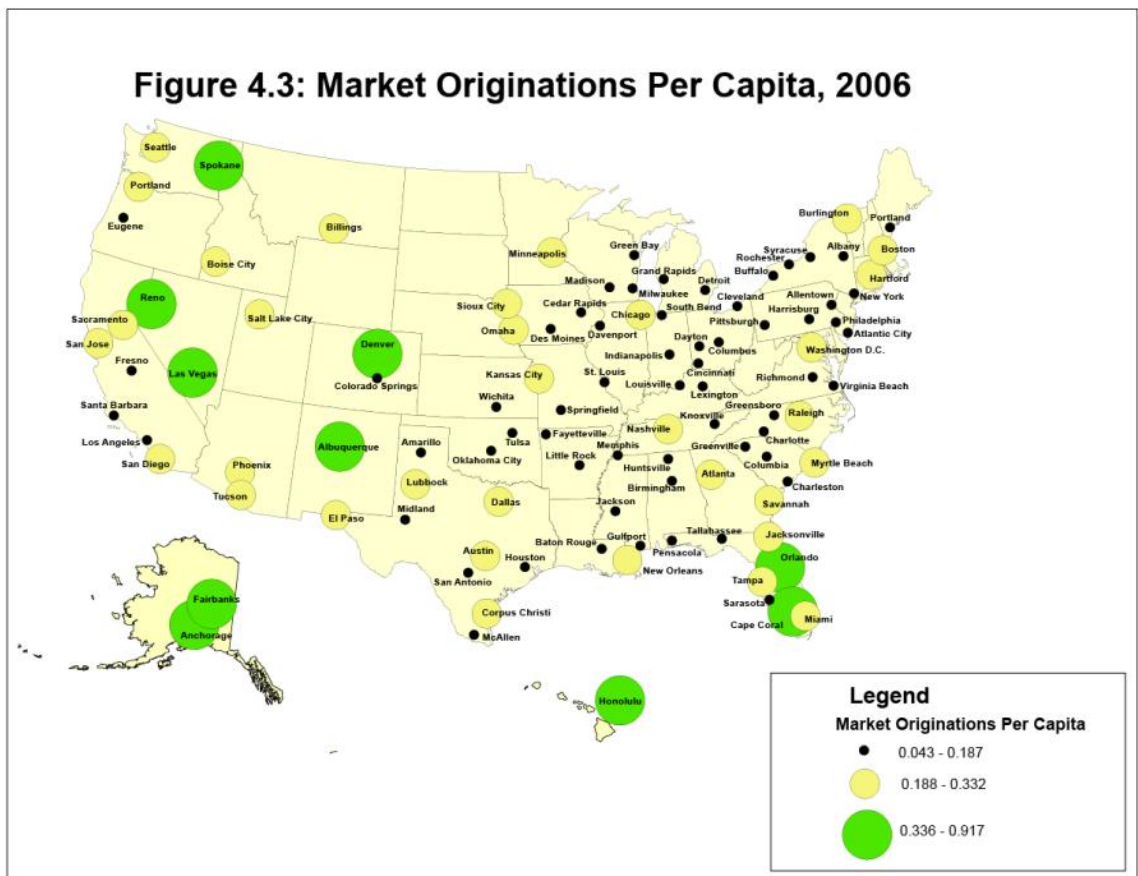 Figure 4.3: Market Originations Per Capita, 2006
Seattle
Spokane
Portland
Eugene
Billings
Boise City
Reno
Sacramento
San Jose
Fresno
Salt Lake City
Las Vegas
Santa Barbara
Los Angeles
San Diego
Phoenix
Tucson
Denver
Colorado Springs
Albuquerque
El Paso
Minneapolis
Sioux City
Omaha
Kansas City
Wichita
Tulsa
Oklahoma City
Amarillo
Lubbock
Midland
Dallas
Austin
Houston
San Antonio
Corpus Christi
McAllen
Green Bay
Madison
Milwaukee
Grand Rapids
Detroit
Cedar Rapids
Chicago
South Bend
Des Moines
Davenport
Indianapolis
Dayton
Columbus
Cincinnati
Cleveland
St. Louis
Louisville
Lexington
Springfield
Fayetteville
Little Rock
Memphis
Nashville
Knoxville
Huntsville
Birmingham
Jackson
Baton Rouge
Gulfport
New Orleans
Pensacola
Tallahassee
Burlington
Portland
Syracuse
Albany
Boston
Rochester
Buffalo
Hartford
Allentown
New York
Harrisburg
Pittsburgh
Philadelphia
Atlantic City
Washington D.C.
Richmond
Virginia Beach
Greensboro
Raleigh
Charlotte
Greenville
Columbia
Myrtle Beach
Charleston
Atlanta
Savannah
Jacksonville
Orlando
Tampa
Sarasota
Cape Coral
Miami
Fairbanks
Anchorage
Honolulu
Legend
Market Originations Per Capita
0.043 - 0.187
0.188 - 0.332
0.336 - 0.917